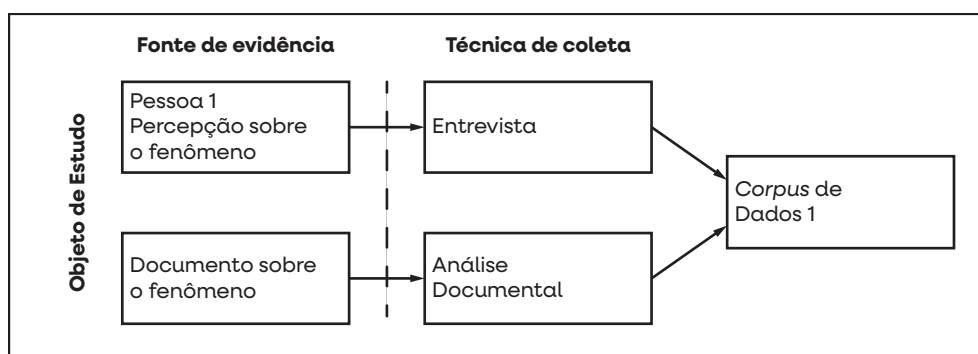 Fonte de evidência
Técnica de coleta
Objeto de Estudo
Pessoa 1
Percepção sobre
o fenômeno
Entrevista
Corpus de
Dados 1
Documento sobre
o fenômeno
Análise
Documental